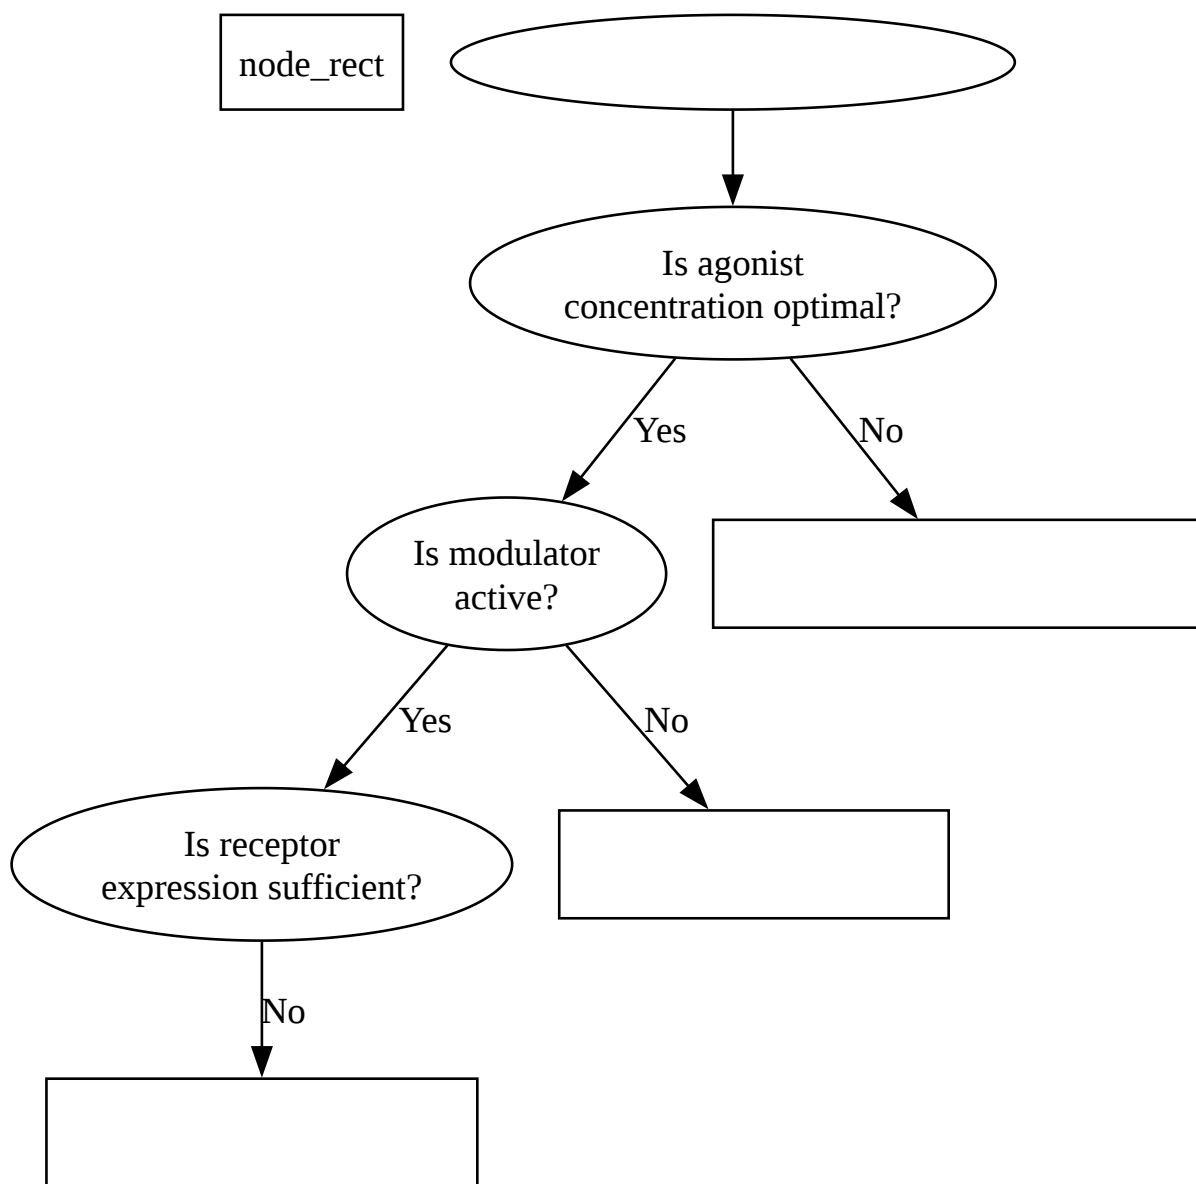 node_rect
Is agonist
concentration optimal?
Yes
No
Is modulator
active?
Yes
No
Is receptor
expression sufficient?
No